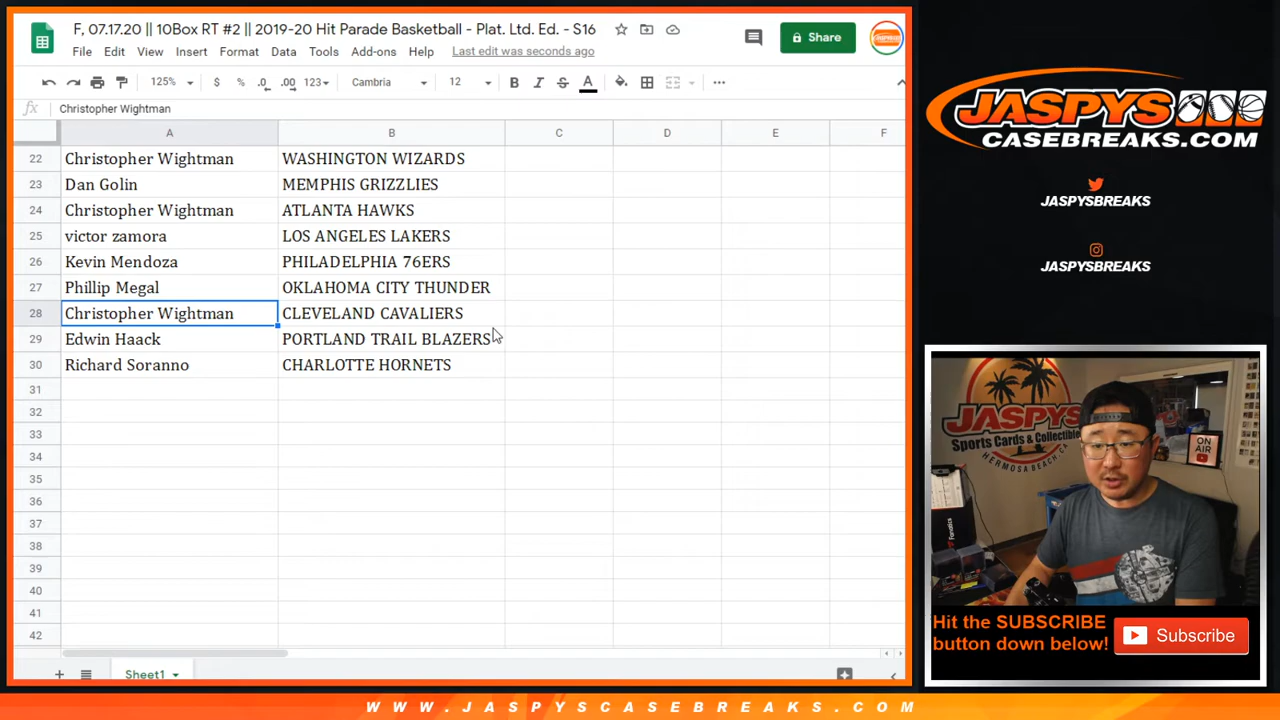 F, 07.17.20 || 10Box RT #2 || 2019-20 Hit Parade Basketball - Plat. Ltd. Ed. - S16
File Edit View Insert Format Data Tools Add-ons Help Last edit was seconds ago
Share
125% $ % .0 .00 123 Cambria 12 B I S A
fx Christopher Wightman
A B C D E F
22 Christopher Wightman WASHINGTON WIZARDS
23 Dan Golin MEMPHIS GRIZZLIES
24 Christopher Wightman ATLANTA HAWKS
25 victor zamora LOS ANGELES LAKERS
26 Kevin Mendoza PHILADELPHIA 76ERS
27 Phillip Megal OKLAHOMA CITY THUNDER
28 Christopher Wightman CLEVELAND CAVALIERS
29 Edwin Haack PORTLAND TRAIL BLAZERS
30 Richard Soranno CHARLOTTE HORNETS
31
32
33
34
35
36
37
38
39
40
41
42
Sheet1
JASPYS
CASEBREAKS.COM
JASPYSBREAKS
JASPYSBREAKS
JASPYS
Sports Cards & Collectibles
HERMOSA BEACH, CA
ON
AIR
Fanatics
Hit the SUBSCRIBE
button down below!
Subscribe
WWW.JASPYSCASEBREAKS.COM